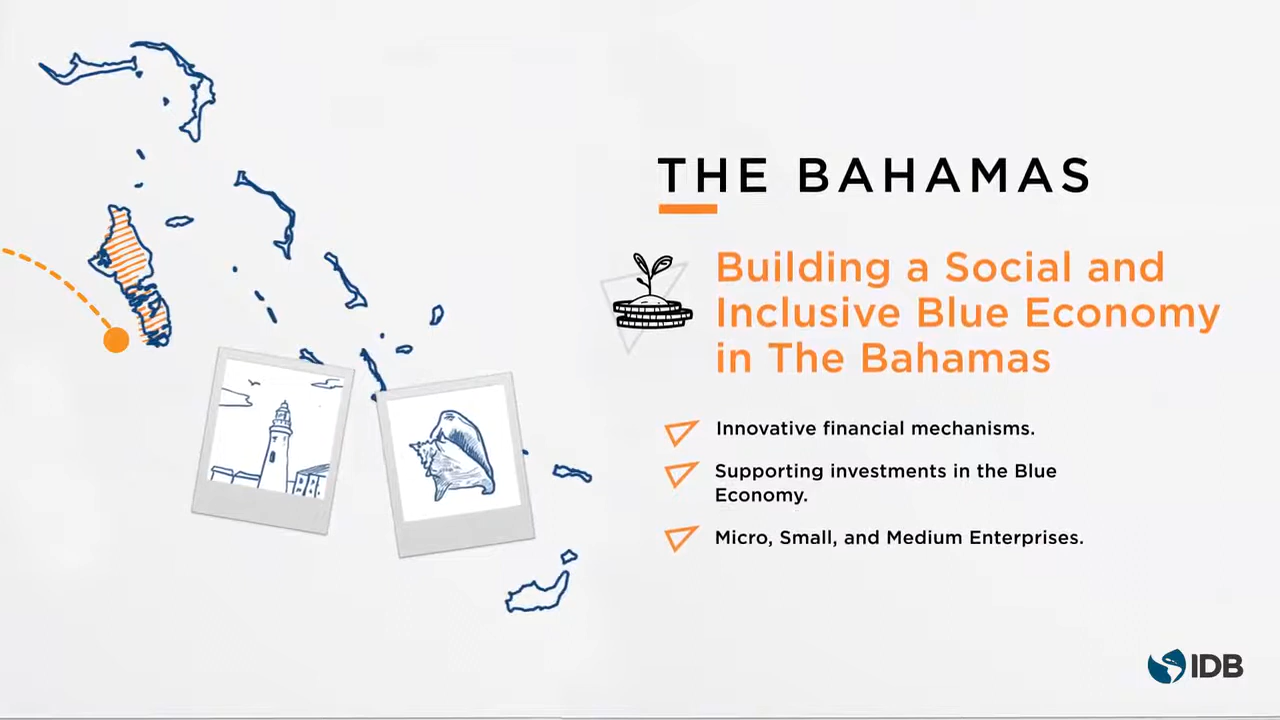 THE BAHAMAS
Building a Social and
Inclusive Blue Economy
in The Bahamas
Innovative financial mechanisms.
Supporting investments in the Blue
Economy.
Micro, Small, and Medium Enterprises.
IDB